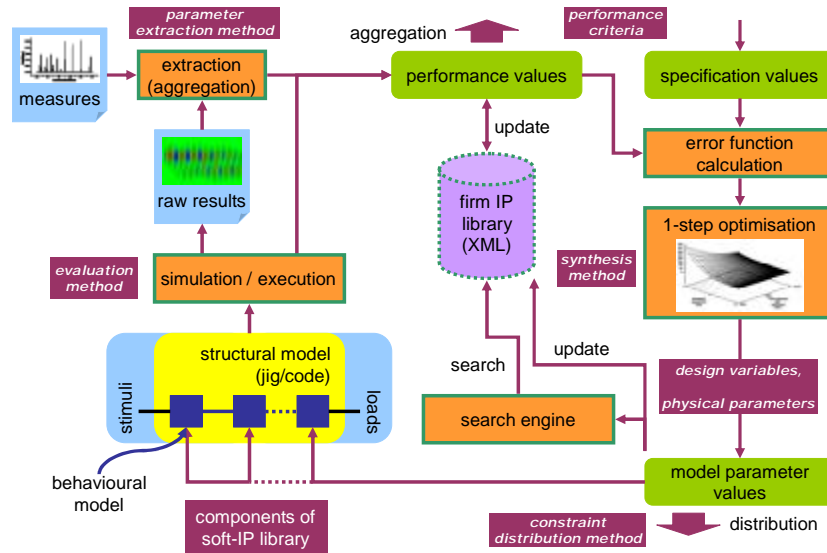 parameter
extraction method
aggregation
performance
criteria
extraction
(aggregation)
performance values
specification values
measures
update
error function
calculation
raw results
firm IP
library
(XML)
1-step optimisation
evaluation
method
simulation / execution
synthesis
method
structural model
(jig/code)
stimuli
loads
search
update
design variables,
physical parameters
search engine
behavioural
model
model parameter
values
components of
soft-IP library
constraint
distribution method
distribution